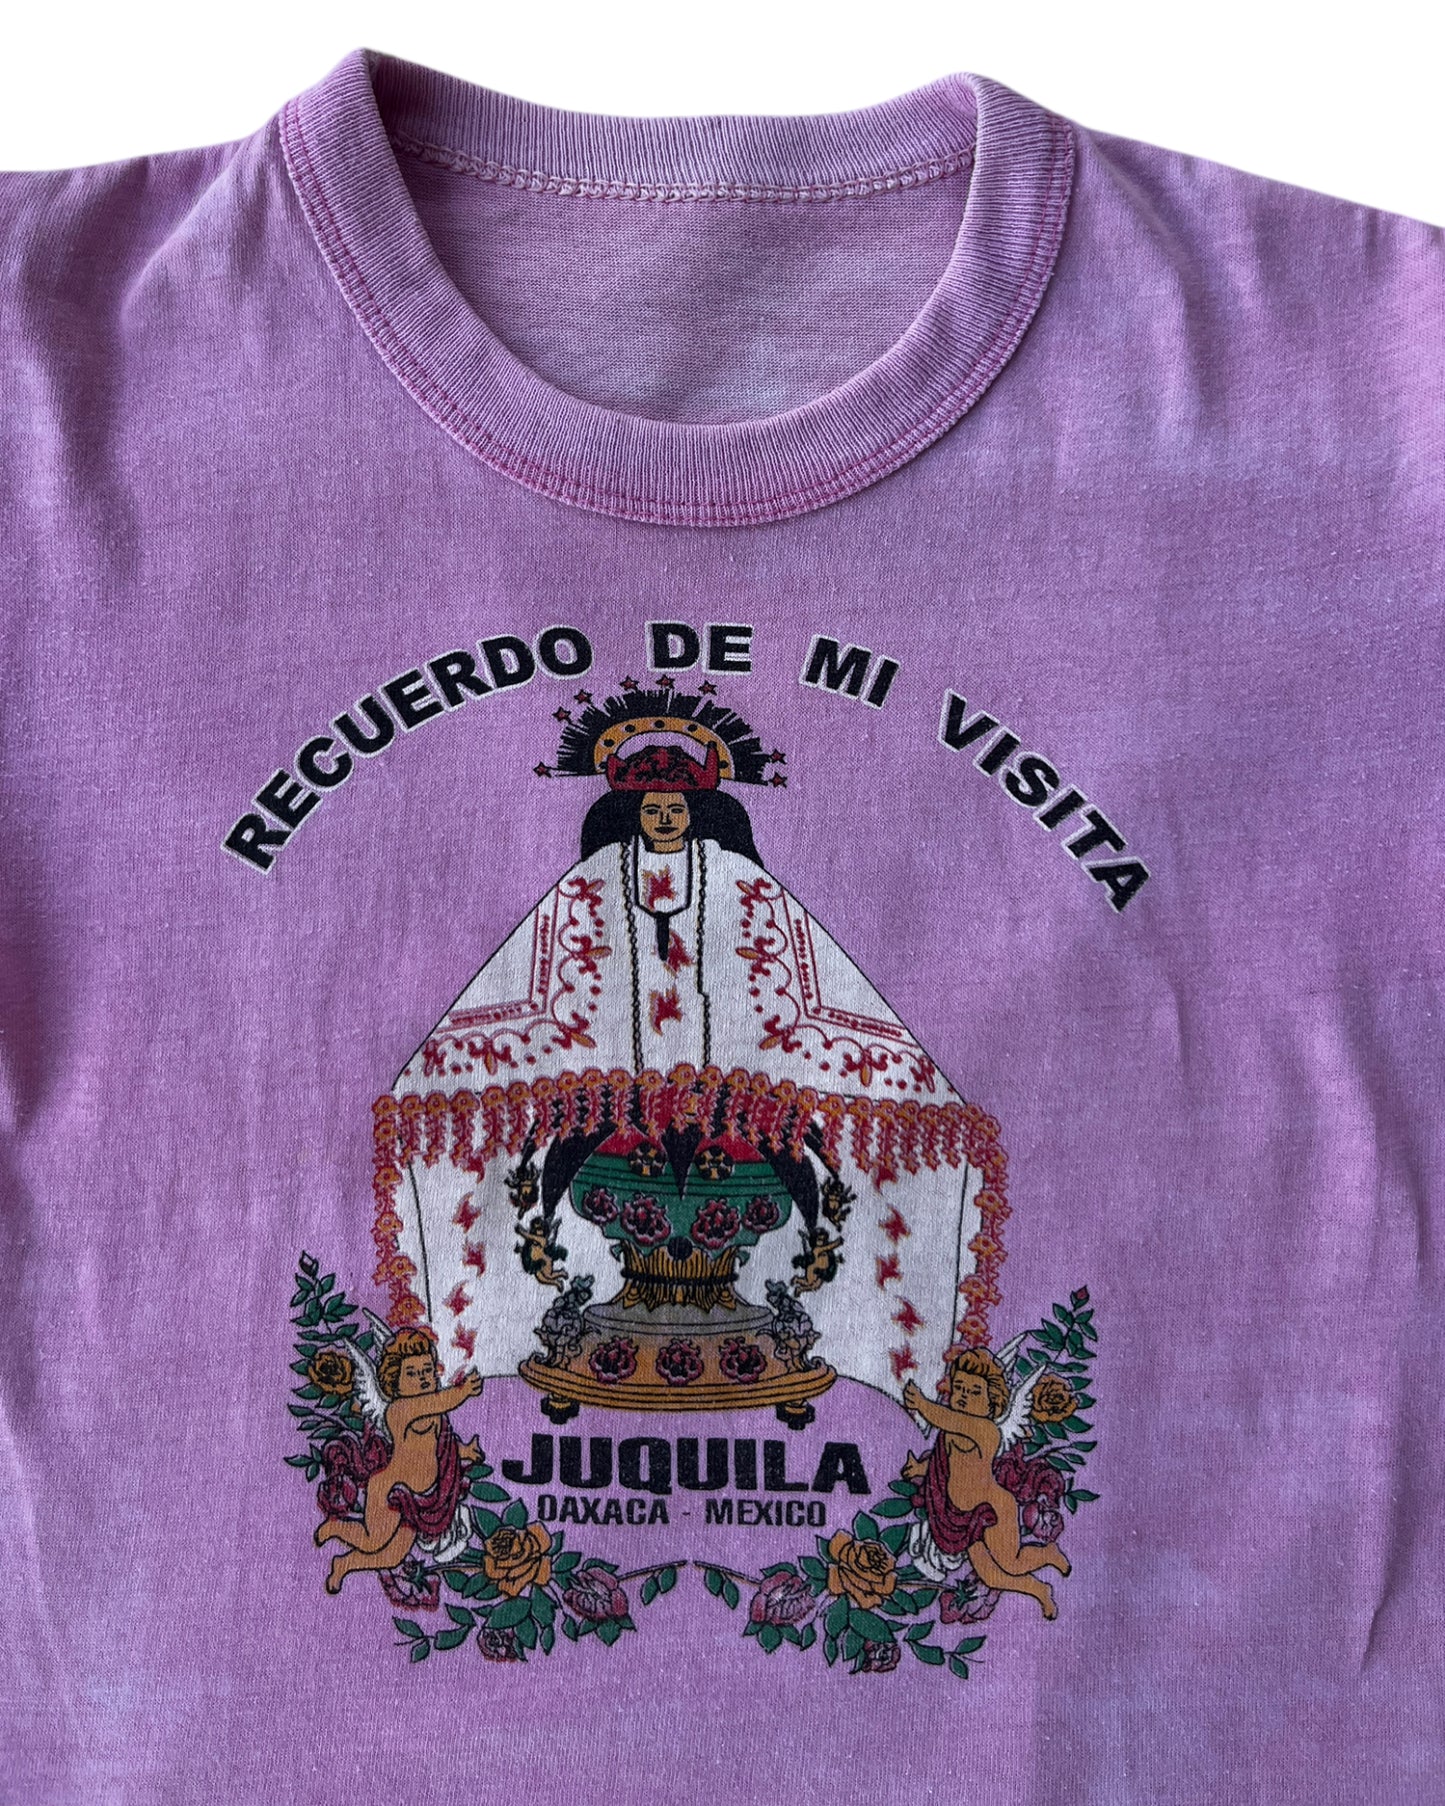 RECUERDO DE MI VISITA
JUQUILA
OAXACA - MEXICO